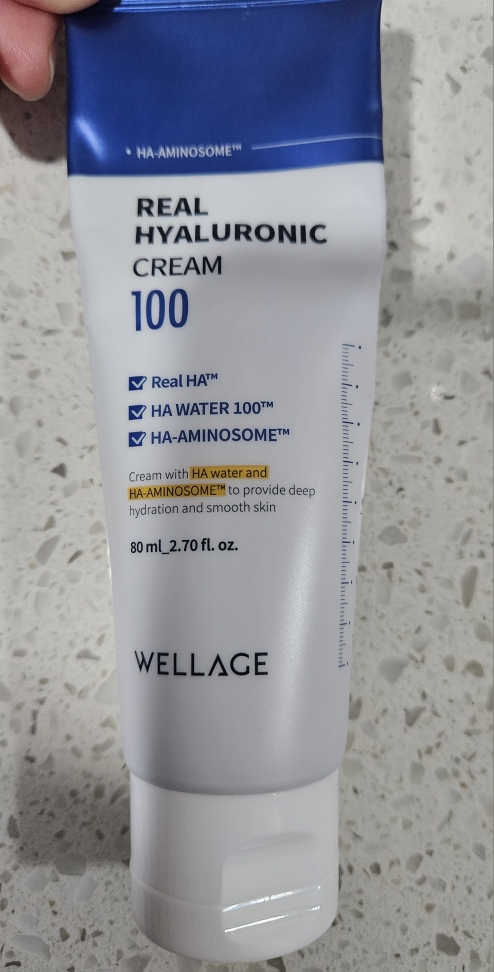 • HA-AMINOSOME™
REAL
HYALURONIC
CREAM
100
Real HA™
HA WATER 100™
HA-AMINOSOME™
Cream with HA water and
HA-AMINOSOME™ to provide deep
hydration and smooth skin
80 ml_2.70 fl. oz.
WELLAGE